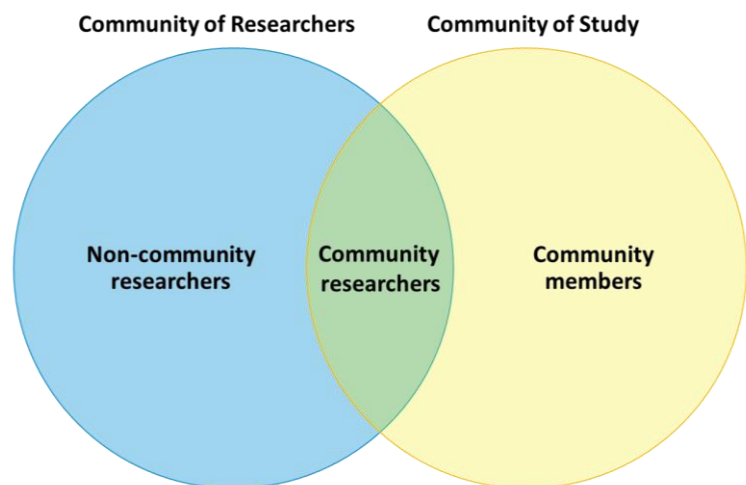 Community of Researchers
Community of Study
Non-community
researchers
Community
researchers
Community
members